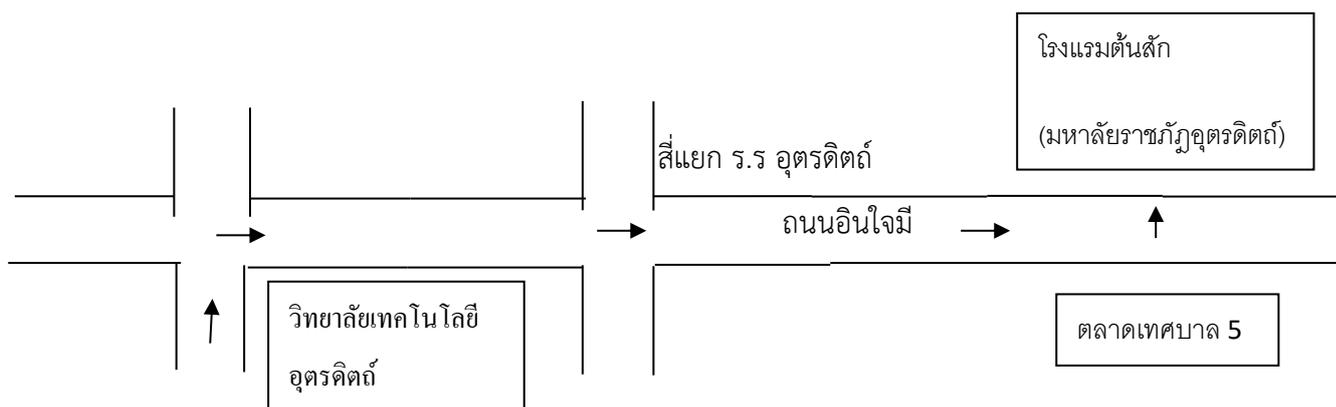 โรงแรมต้นสัก
(มหาลัยราชภัฏอุตรดิตถ์)
สี่แยก ร.ร อุตรดิตถ์
ถนนอินใจมี
วิทยาลัยเทคโนโลยี
อุตรดิตถ์
ตลาดเทศบาล 5